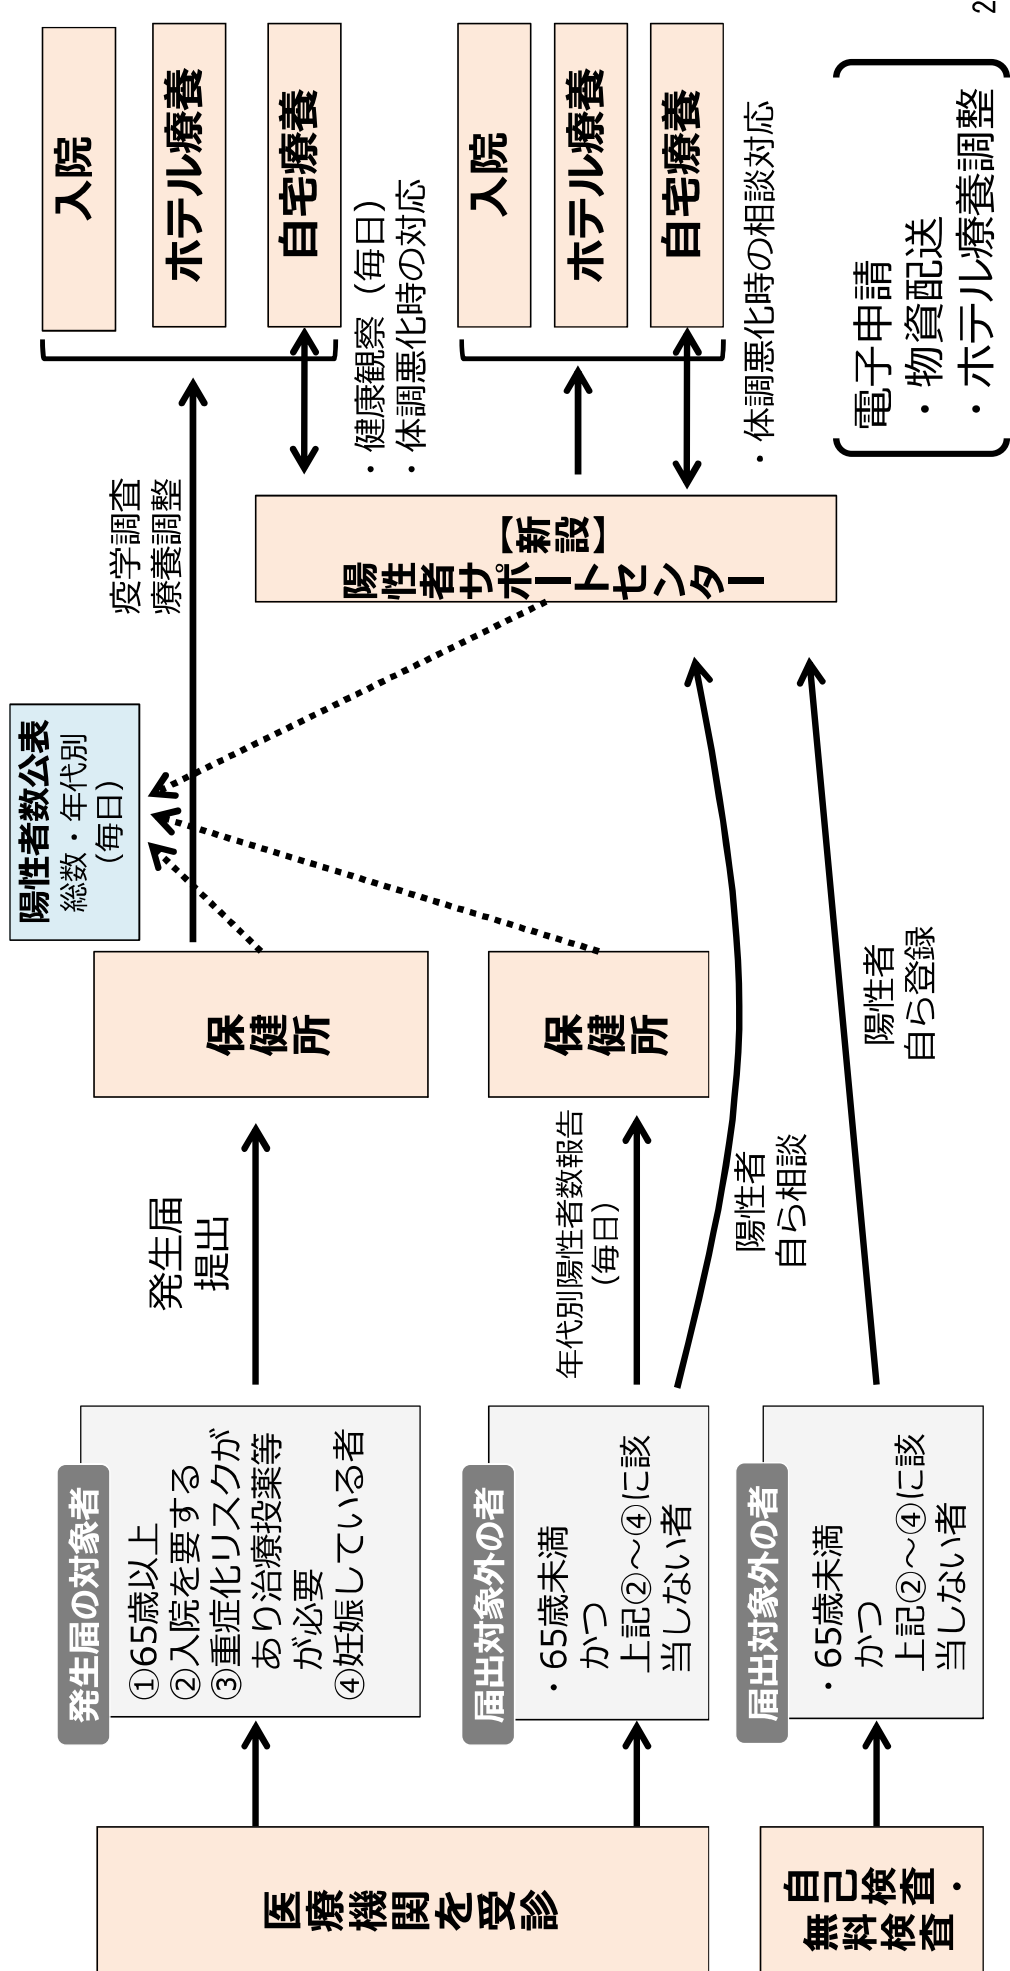 医療機関を受診
自己検査・
無料検査
発生届の対象者
①65歳以上
②入院を要する
③重症化リスクが
あり治療投薬等
が必要
④妊娠している者
届出対象外の者
・65歳未満
かつ
上記②～④に該
当しない者
届出対象外の者
・65歳未満
かつ
上記②～④に該
当しない者
発生届
提出
年代別陽性者数報告
（毎日）
陽性者
自ら相談
陽性者
自ら登録
保健所
保健所
陽性者数公表
総数・年代別
（毎日）
疫学調査
療養調整
【新設】
陽性者サポートセンター
入院
ホテル療養
自宅療養
・健康観察（毎日）
・体調悪化時の対応
入院
ホテル療養
自宅療養
・体調悪化時の相談対応
電子申請
・物資配送
・ホテル療養調整
2